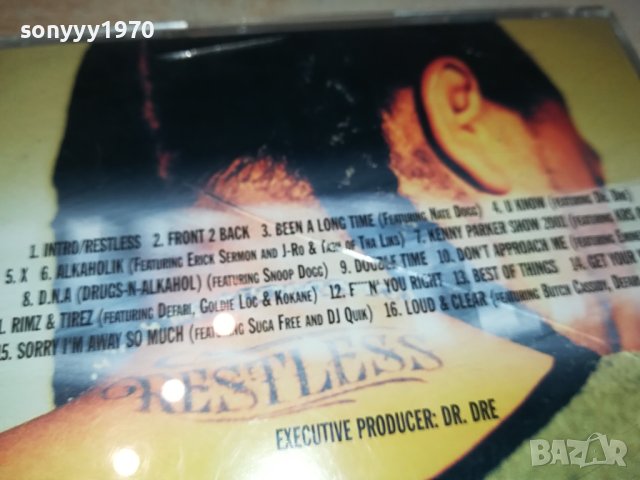 sonyyy1970
1. INTRO/RESTLESS 2. FRONT 2 BACK 3. BEEN A LONG TIME (FEATURING NATE DOGG) 4. U KNOW (FEATURING DR. DRE)
5. X 6. ALKAHOLIK (FEATURING ERICK SERMON AND J-RO & TASH OF THA LIKS) 7. KENNY PARKER SHOW 2001 (FEATURING KRS
8. D.N.A (DRUGS-N-ALKAHOL) (FEATURING SNOOP DOGG) 9. DOUBLE TIME 10. DON'T APPROACH ME (FEATURING
RIMZ & TIREZ (FEATURING DEFARI, GOLDIE LOC & KOKANE) 12. F**N' YOU RIGHT 13. BEST OF THINGS 14. GET YOUR
5. SORRY I'M AWAY SO MUCH (FEATURING SUGA FREE AND DJ QUIK) 16. LOUD & CLEAR (FEATURING BUTCH CASSIDY, DEFARI
RESTLESS
EXECUTIVE PRODUCER: DR. DRE
BAZAR